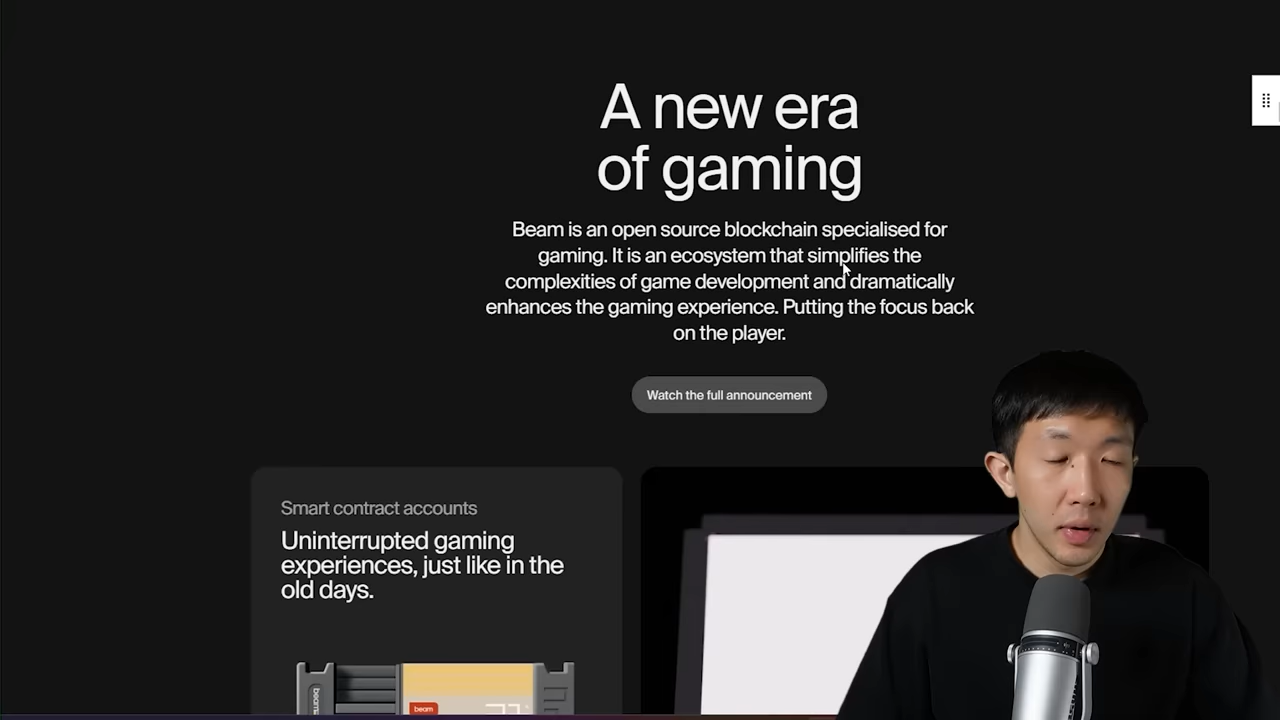 A new era
of gaming
Beam is an open source blockchain specialised for
gaming. It is an ecosystem that simplifies the
complexities of game development and dramatically
enhances the gaming experience. Putting the focus back
on the player.
Watch the full announcement
Smart contract accounts
Uninterrupted gaming
experiences, just like in the
old days.
beam